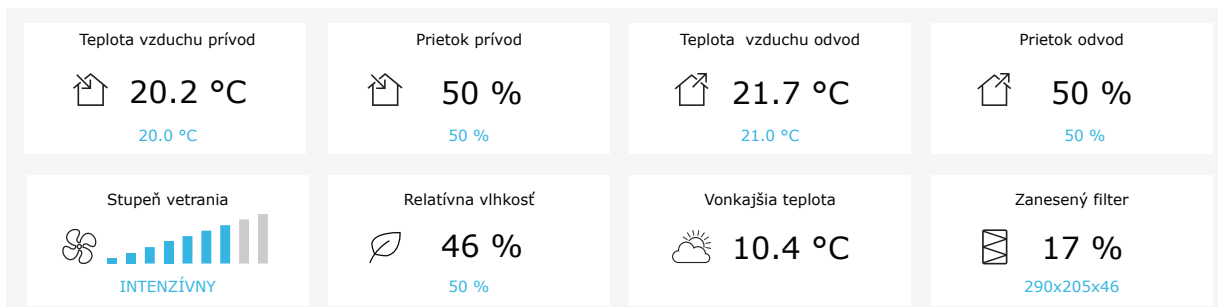 Teplota vzduchu prívod
20.2 °C
20.0 °C
Prietok prívod
50 %
50 %
Teplota vzduchu odvod
21.7 °C
21.0 °C
Prietok odvod
50 %
50 %
Stupeň vetrania
INTENZÍVNY
Relatívna vlhkosť
46 %
50 %
Vonkajšia teplota
10.4 °C
Zanesený filter
17 %
290x205x46